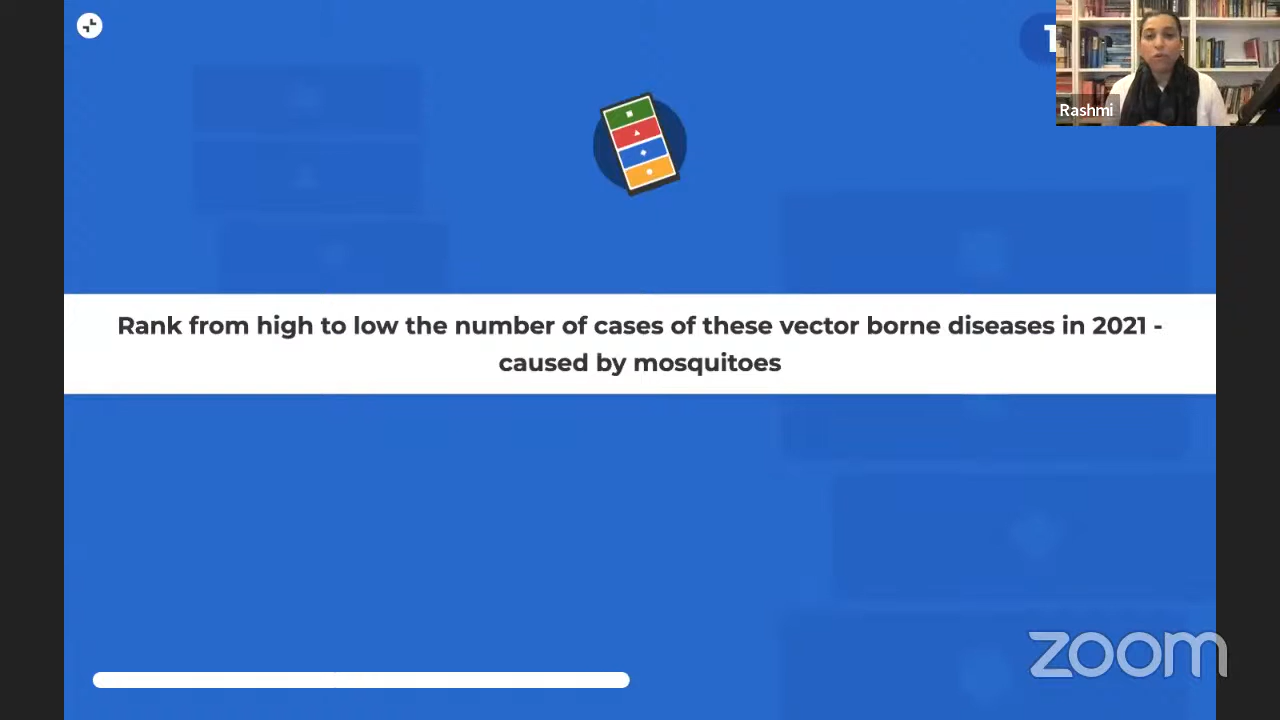 Rashmi
Rank from high to low the number of cases of these vector borne diseases in 2021 -
caused by mosquitoes
zoom